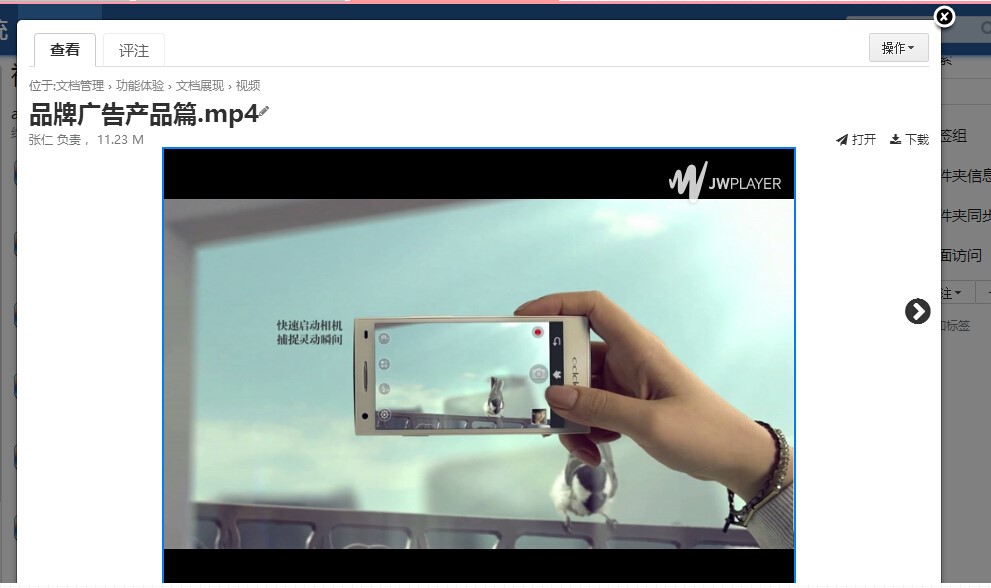 查看
评注
操作
位于:文档管理 › 功能体验 › 文档展现 › 视频
品牌广告产品篇.mp4
张仁 负责 , 11.23 M
打开
下载
JWPLAYER
快速启动相机
捕捉灵动瞬间
oppo
签组
件夹信息
件夹同步
面访问
注
标签